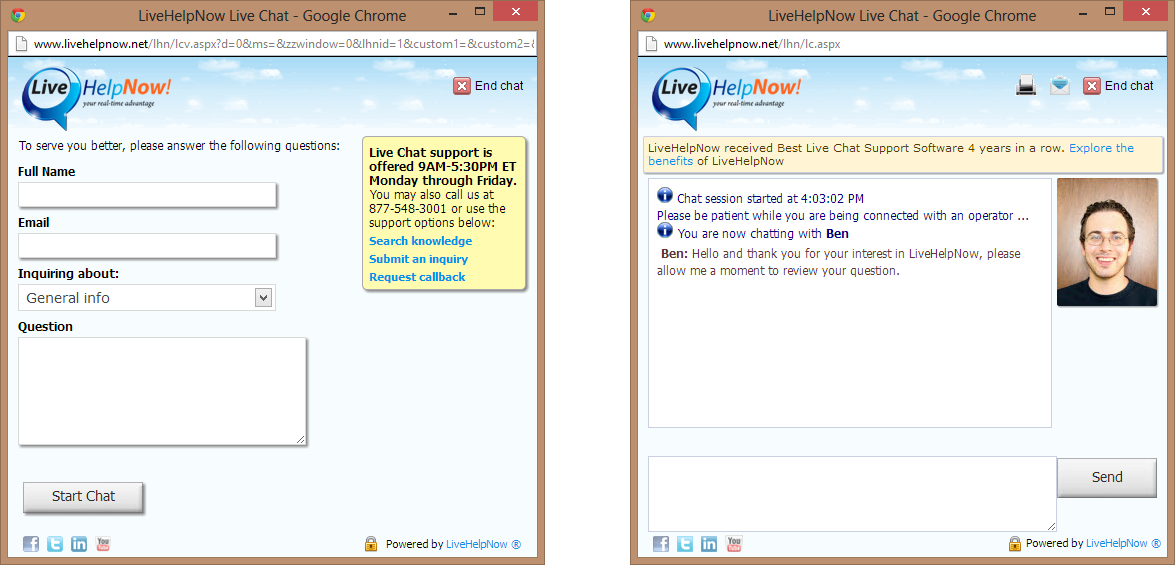 LiveHelpNow Live Chat - Google Chrome
www.livehelpnow.net/lhn/lcv.aspx?d=0&ms=&zzwindow=0&lhnid=1&custom1=&custom2=&
Live HelpNow!
your real-time advantage
End chat
To serve you better, please answer the following questions:
Full Name
Email
Inquiring about:
General info
Question
Start Chat
Live Chat support is
offered 9AM-5:30PM ET
Monday through Friday.
You may also call us at
877-548-3001 or use the
support options below:
Search knowledge
Submit an inquiry
Request callback
f t in You Tube
Powered by LiveHelpNow ®
LiveHelpNow Live Chat - Google Chrome
www.livehelpnow.net/lhn/lc.aspx
Live HelpNow!
your real-time advantage
End chat
LiveHelpNow received Best Live Chat Support Software 4 years in a row. Explore the
benefits of LiveHelpNow
i Chat session started at 4:03:02 PM
Please be patient while you are being connected with an operator ...
i You are now chatting with Ben
Ben: Hello and thank you for your interest in LiveHelpNow, please
allow me a moment to review your question.
Send
f t in You Tube
Powered by LiveHelpNow ®